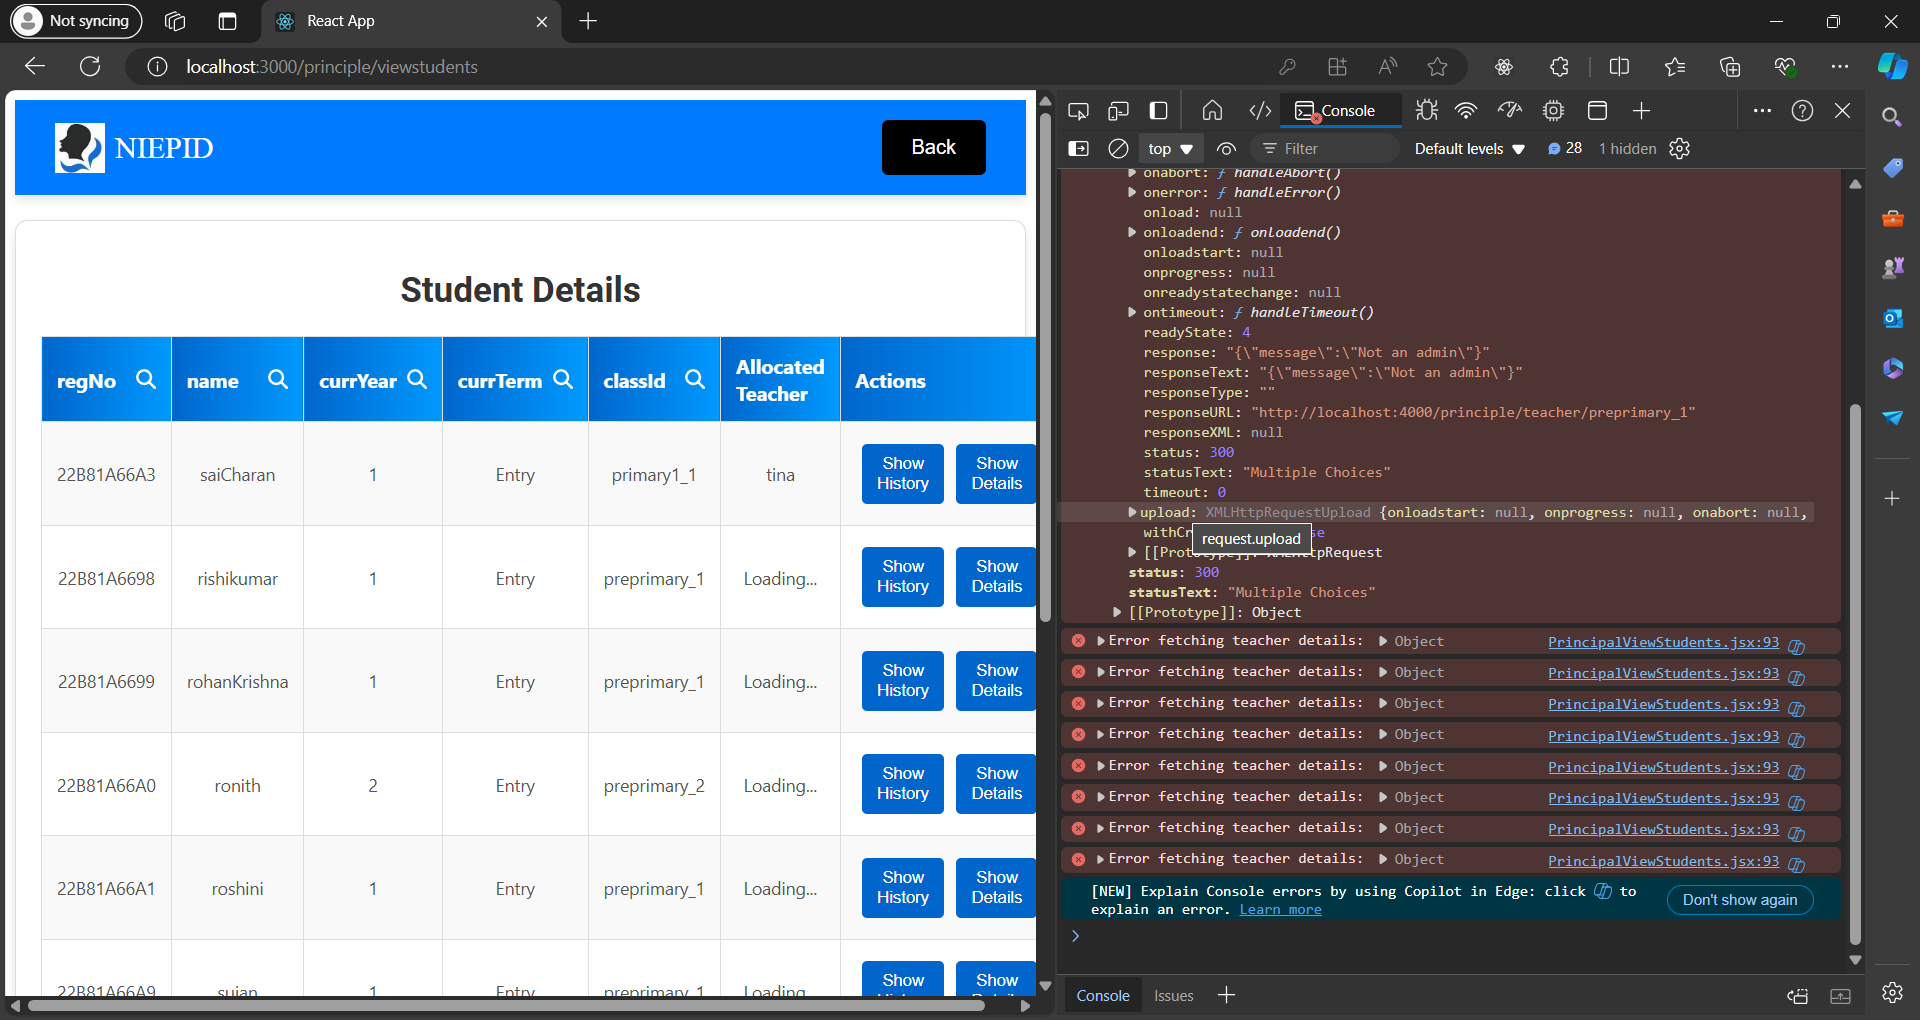 Not syncing
React App
localhost:3000/principle/viewstudents
NIEPID
Back
Student Details
regNo name currYear currTerm classId Allocated Teacher Actions
22B81A66A3 saiCharan 1 Entry primary1_1 tina Show History Show Details
22B81A6698 rishikumar 1 Entry preprimary_1 Loading... Show History Show Details
22B81A6699 rohanKrishna 1 Entry preprimary_1 Loading... Show History Show Details
22B81A66A0 ronith 2 Entry preprimary_2 Loading... Show History Show Details
22B81A66A1 roshini 1 Entry preprimary_1 Loading... Show History Show Details
22B81A66A9 sujan 1 Entry preprimary_1 Loading Show Show
Console
top Filter Default levels 28 1 hidden
onabort: ƒ handleAbort()
onerror: ƒ handleError()
onload: null
onloadend: ƒ onloadend()
onloadstart: null
onprogress: null
onreadystatechange: null
ontimeout: ƒ handleTimeout()
readyState: 4
response: "{\"message\":\"Not an admin\"}"
responseText: "{\"message\":\"Not an admin\"}"
responseType: ""
responseURL: "http://localhost:4000/principle/teacher/preprimary_1"
responseXML: null
status: 300
statusText: "Multiple Choices"
timeout: 0
upload: XMLHttpRequestUpload {onloadstart: null, onprogress: null, onabort: null,
request.upload
status: 300
statusText: "Multiple Choices"
[[Prototype]]: Object
Error fetching teacher details: Object PrincipalViewStudents.jsx:93
Error fetching teacher details: Object PrincipalViewStudents.jsx:93
Error fetching teacher details: Object PrincipalViewStudents.jsx:93
Error fetching teacher details: Object PrincipalViewStudents.jsx:93
Error fetching teacher details: Object PrincipalViewStudents.jsx:93
Error fetching teacher details: Object PrincipalViewStudents.jsx:93
Error fetching teacher details: Object PrincipalViewStudents.jsx:93
Error fetching teacher details: Object PrincipalViewStudents.jsx:93
[NEW] Explain Console errors by using Copilot in Edge: click to
explain an error. Learn more
Don't show again
Console Issues